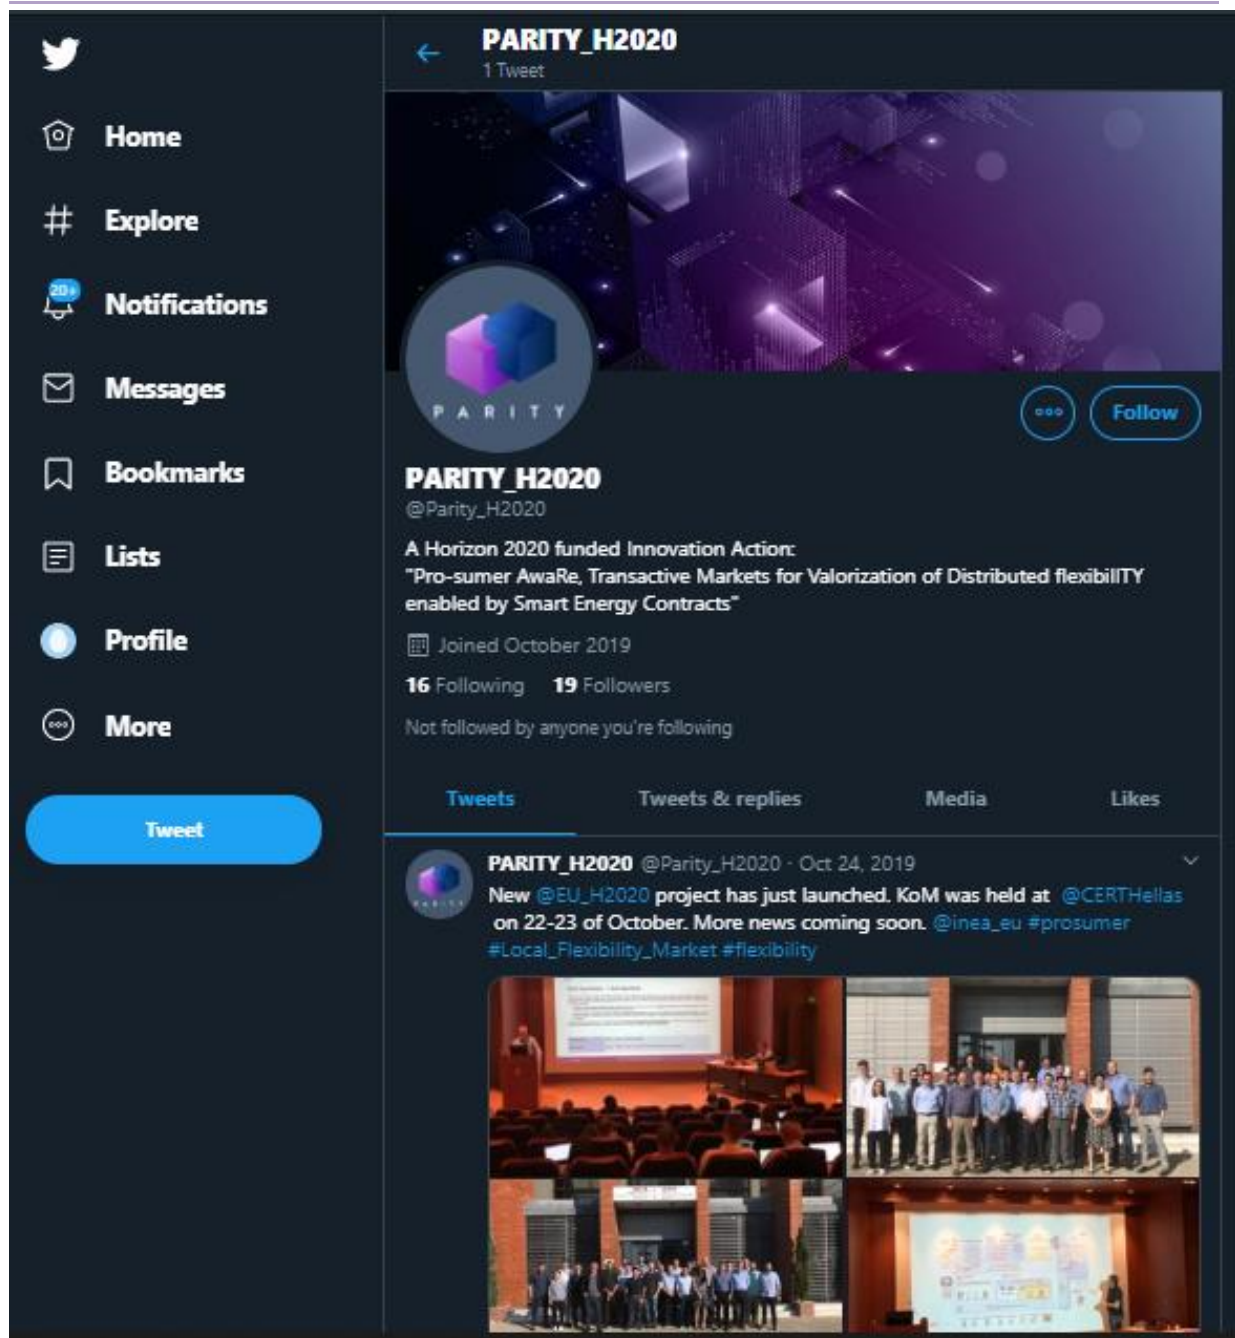 PARITY_H2020
1 Tweet
Home
Explore
20+
Notifications
Messages
Bookmarks
Lists
Profile
More
Tweet
PARITY
Follow
PARITY_H2020
@Parity_H2020
A Horizon 2020 funded Innovation Action:
"Pro-sumer AwaRe, Transactive Markets for Valorization of Distributed flexibilITY
enabled by Smart Energy Contracts"
Joined October 2019
16 Following 19 Followers
Not followed by anyone you're following
Tweets Tweets & replies Media Likes
PARITY_H2020 @Parity_H2020 · Oct 24, 2019
New @EU_H2020 project has just launched. KoM was held at @CERTHellas
on 22-23 of October. More news coming soon. @inea_eu #prosumer
#Local_Flexibility_Market #flexibility
PARITY